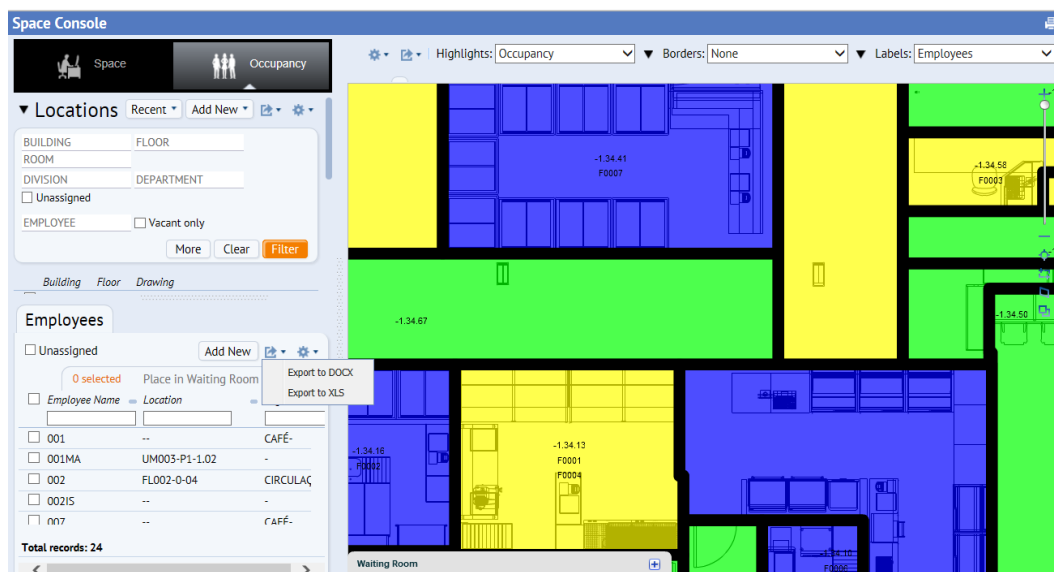 Space Console
Space
Occupancy
Highlights: Occupancy
Borders: None
Labels: Employees
Locations
Recent
Add New
BUILDING
FLOOR
ROOM
DIVISION
DEPARTMENT
Unassigned
EMPLOYEE
Vacant only
More
Clear
Filter
Building Floor Drawing
Employees
Unassigned
Add New
Export to DOCX
Export to XLS
0 selected
Place in Waiting Room
Employee Name
Location
001 -- CAFÉ-
001MA UM003-P1-1.02 -
002 FL002-0-04 CIRCULAÇ
002IS -- -
007 -- CAFÉ-
Total records: 24
-1.34.41
F0007
-1.34.58
F0003
-1.34.67
-1.34.50
-1.34.16
F0002
-1.34.13
F0001
F0004
Waiting Room